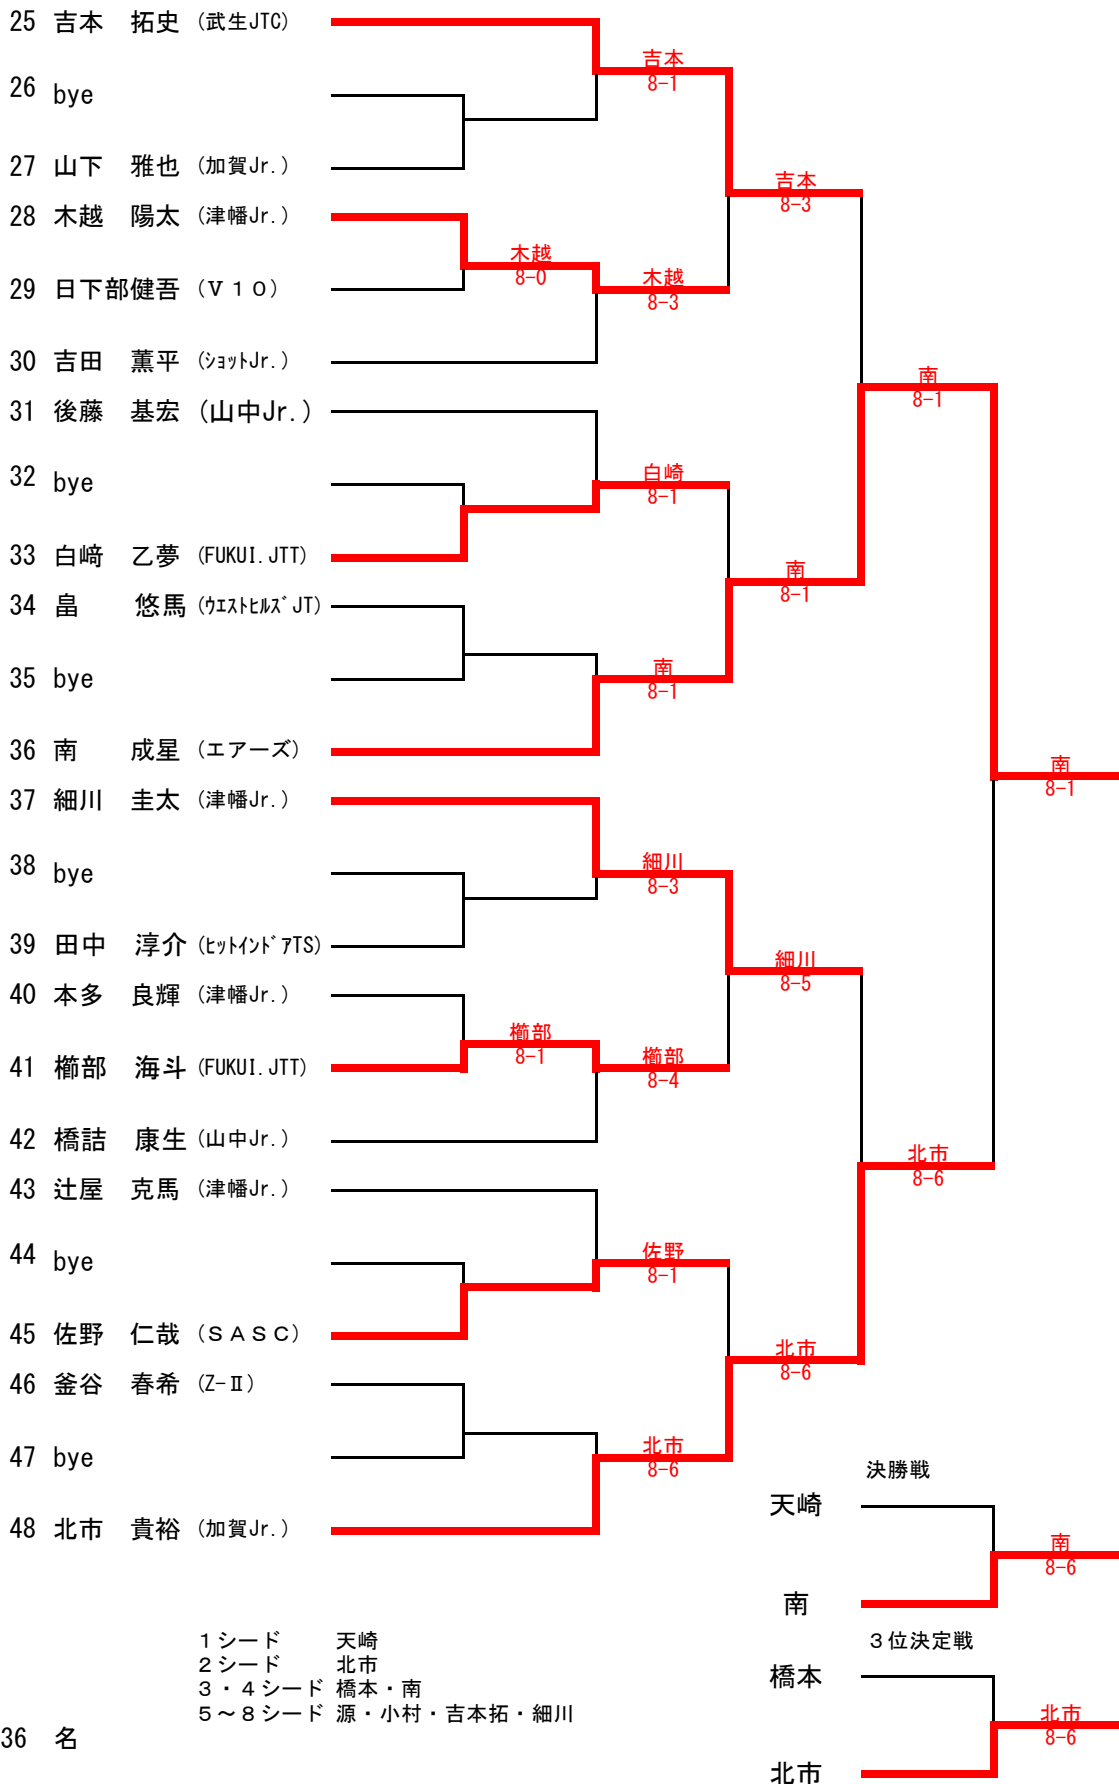 25 吉本 拓史 (武生JTC)
吉本
8-1
26 bye
27 山下 雅也 (加賀Jr.)
吉本
8-3
28 木越 陽太 (津幡Jr.)
木越
8-0
木越
8-3
29 日下部健吾 (V10)
30 吉田 薫平 (ショットJr.)
南
8-1
31 後藤 基宏 (山中Jr.)
32 bye
白崎
8-1
33 白﨑 乙夢 (FUKUI.JTT)
南
8-1
34 畠 悠馬 (ウエストヒルズJT)
35 bye
南
8-1
36 南 成星 (エアーズ)
南
8-1
37 細川 圭太 (津幡Jr.)
38 bye
細川
8-3
39 田中 淳介 (ヒットインドアTS)
細川
8-5
40 本多 良輝 (津幡Jr.)
櫛部
8-1
櫛部
8-4
41 櫛部 海斗 (FUKUI.JTT)
42 橋詰 康生 (山中Jr.)
北市
8-6
43 辻屋 克馬 (津幡Jr.)
44 bye
佐野
8-1
45 佐野 仁哉 (SASC)
北市
8-6
46 釜谷 春希 (Z-Ⅱ)
47 bye
北市
8-6
48 北市 貴裕 (加賀Jr.)
決勝戦
天崎
南
8-6
南
1シード 天崎
2シード 北市
3・4シード 橋本・南
5～8シード 源・小村・吉本拓・細川
36 名
3位決定戦
橋本
北市
8-6
北市